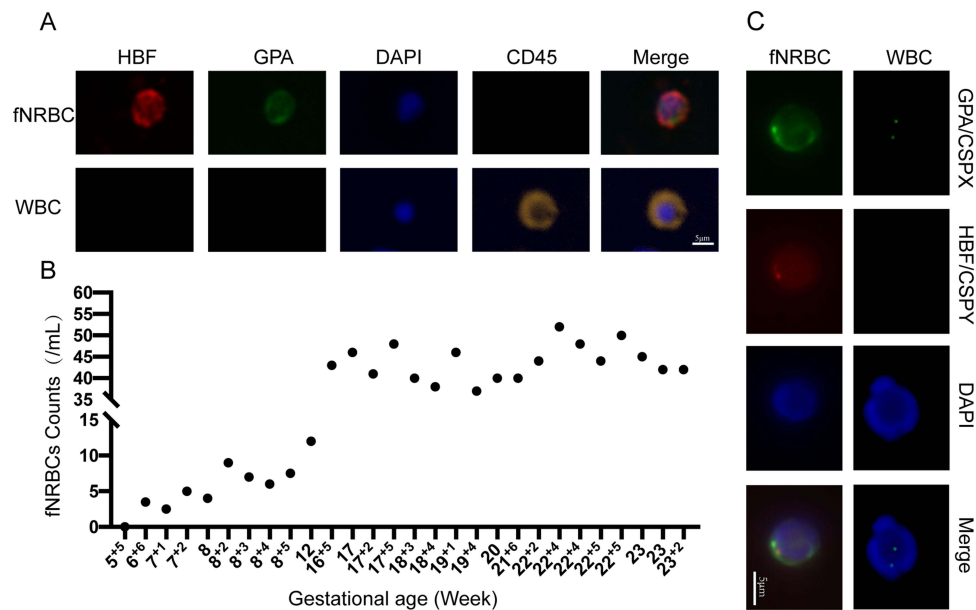 A
HBF GPA DAPI CD45 Merge
fNRBC
WBC
5μm
B
fNRBCs Counts (/mL)
60
55
50
45
40
35
15
10
5
0
5+5 6+6 7+1 7+2 8 8+2 8+3 8+4 8+5 12 16+5 17 17+2 17+5 18+3 18+4 19+1 19+4 20 21+6 22+2 22+4 22+4 22+5 22+5 23 23 23+2
Gestational age (Week)
C
fNRBC WBC
GPA/CSPX
HBF/CSPY
DAPI
Merge
5μm